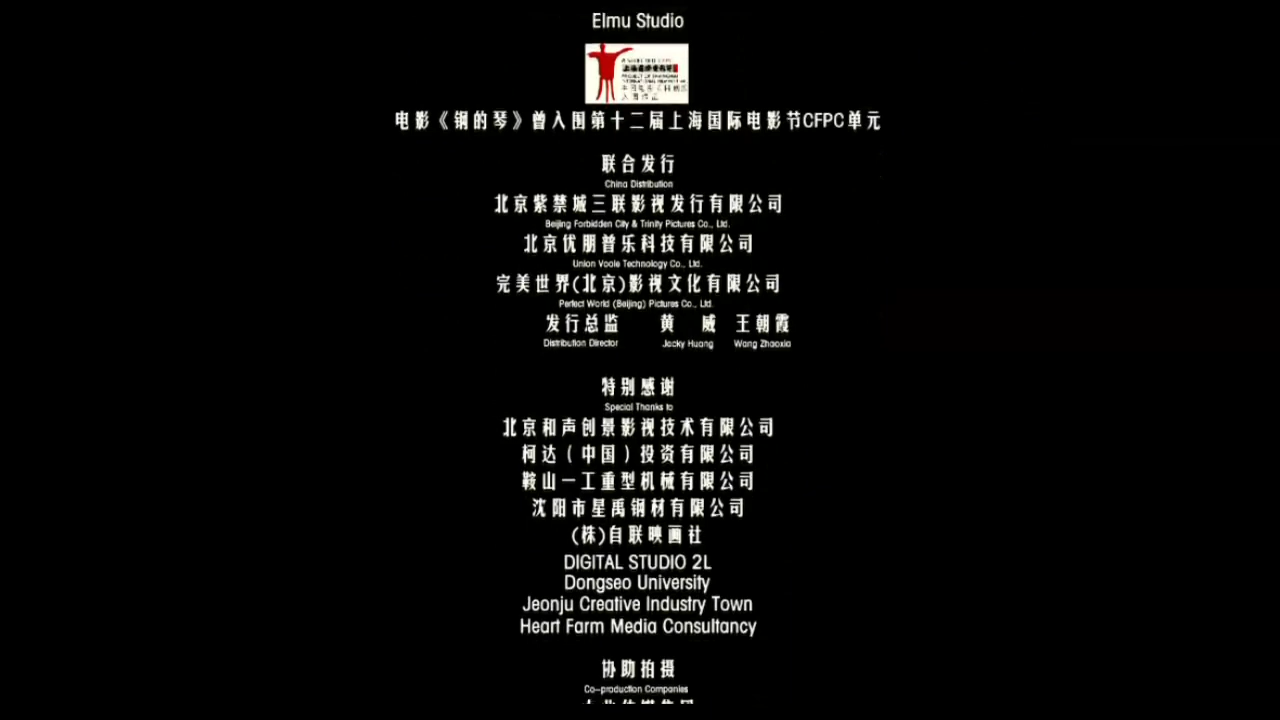 Elmu Studio
电影《钢的琴》曾入围第十二届上海国际电影节CFPC单元
联合发行
China Distribution
北京紫禁城三联影视发行有限公司
Beijing Forbidden City & Trinity Pictures Co., Ltd.
北京优朋普乐科技有限公司
Union Voole Technology Co., Ltd.
完美世界(北京)影视文化有限公司
Perfect World (Beijing) Pictures Co., Ltd.
发行总监 黄 威 王朝霞
Distribution Director Jacky Huang Wang Zhaoxia
特别感谢
Special Thanks to
北京和声创景影视技术有限公司
柯达（中国）投资有限公司
鞍山一工重型机械有限公司
沈阳市星禹钢材有限公司
(株)自联映画社
DIGITAL STUDIO 2L
Dongseo University
Jeonju Creative Industry Town
Heart Farm Media Consultancy
协助拍摄
Co-production Companies